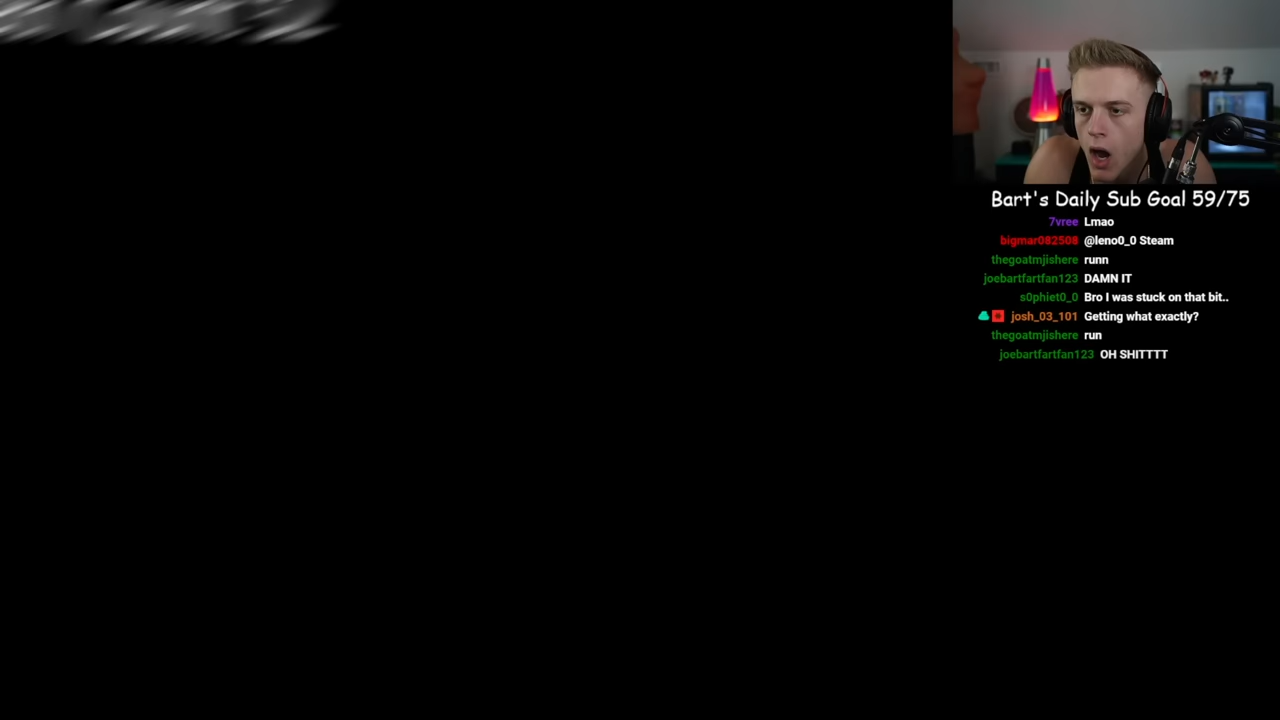 Bart's Daily Sub Goal 59/75
7vree Lmao
bigmar082508 @leno0_0 Steam
thegoatmjishere runn
joebartfartfan123 DAMN IT
s0phiet0_0 Bro I was stuck on that bit..
josh_03_101 Getting what exactly?
thegoatmjishere run
joebartfartfan123 OH SHITTTT